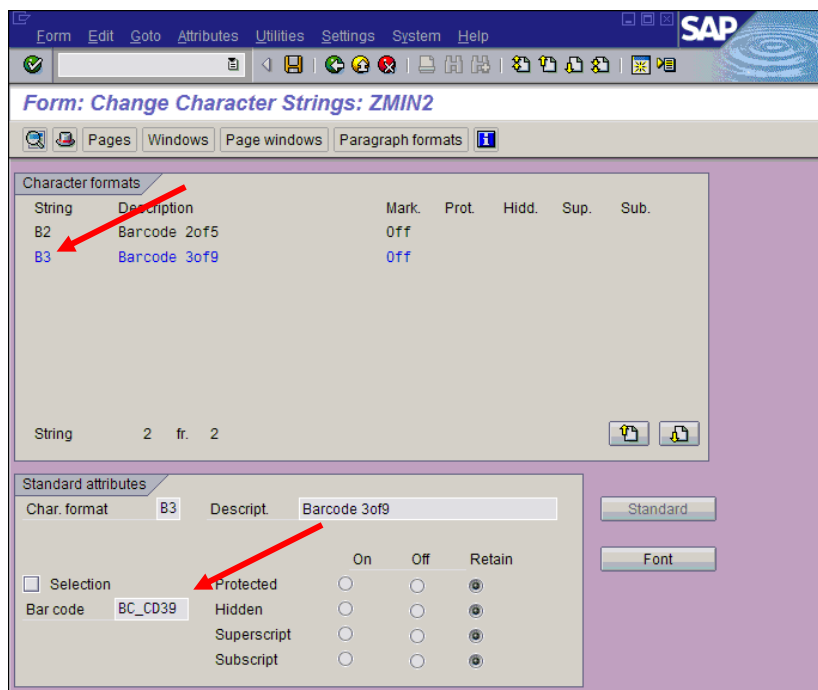 Form Edit Goto Attributes Utilities Settings System Help
SAP
Form: Change Character Strings: ZMIN2
Pages Windows Page windows Paragraph formats
Character formats
String Description Mark. Prot. Hidd. Sup. Sub.
B2 Barcode 2of5 Off
B3 Barcode 3of9 Off
String 2 fr. 2
Standard attributes
Char. format B3 Descript. Barcode 3of9 Standard
On Off Retain Font
Selection Protected
Bar code BC_CD39 Hidden
Superscript
Subscript